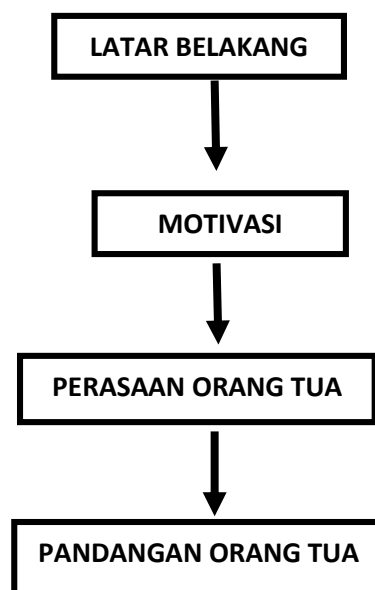 LATAR BELAKANG
MOTIVASI
PERASAAN ORANG TUA
PANDANGAN ORANG TUA